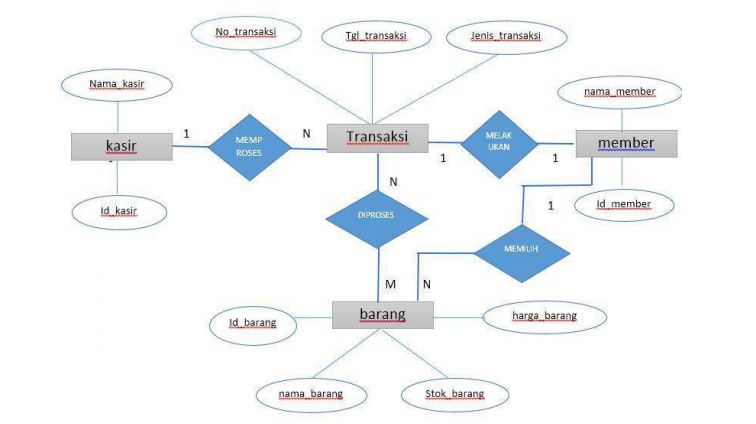 No_transaksi
Tgl_transaksi
Jenis_transaksi
Nama_kasir
nama_member
kasir
1
MEMP
ROSES
N
Transaksi
1
MELAK
UKAN
1
member
Id_kasir
N
DIPROSES
1
Id_member
MEMILIH
M
N
Id_barang
barang
harga_barang
nama_barang
Stok_barang